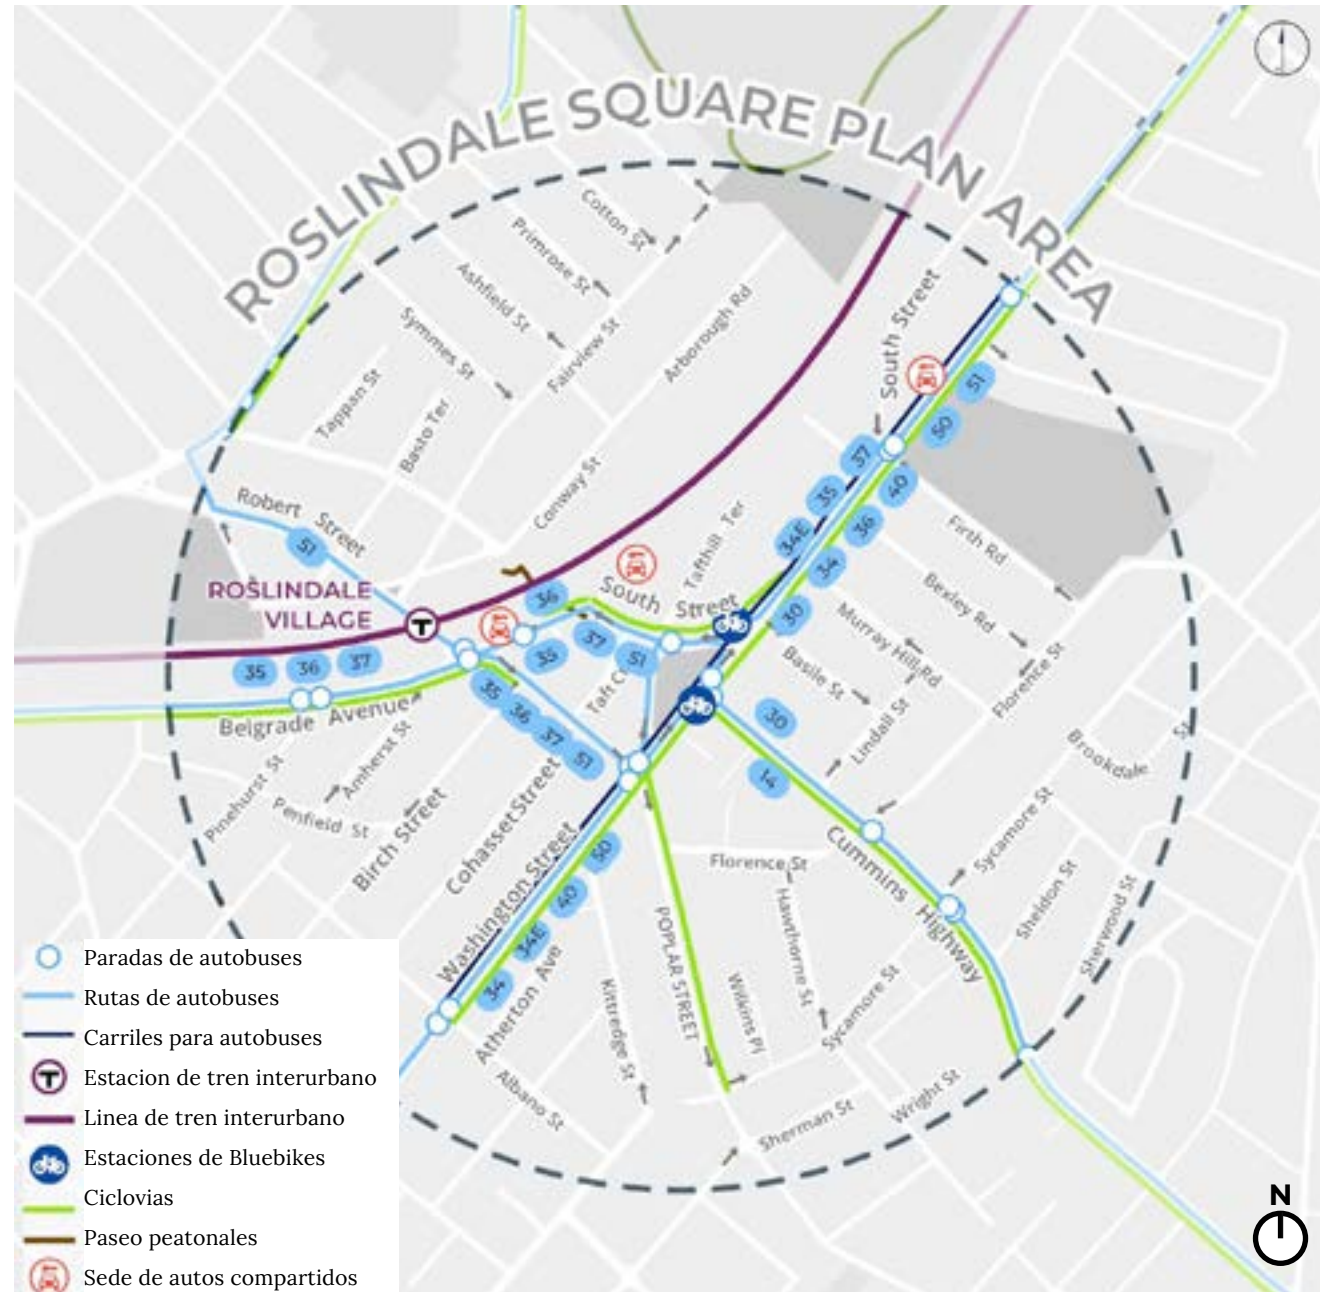 ROSLINDALE SQUARE PLAN AREA
Cotton St
Primrose St
Ashfield St
Symmes St
Fairview St
Arborough Rd
South Street
Tappan St
Basto Ter
Conway St
51
50
37
35
40
34E
36
34
30
Robert Street
51
ROSLINDALE
VILLAGE
T
Tafthill Ter
Firth Rd
Bexley Rd
Murray Hill Rd
Florence St
Basile St
Lindall St
36
South Street
37
35
51
35
36
37
Belgrade Avenue
Taft C
35
36
37
51
30
14
Brookdale
St
Pinehurst St
Amherst St
Penfield St
Birch Street
Cohasset Street
Washington Street
50
40
34E
34
Florence St
Cummins Highway
Sycamore St
Sheldon St
Sherwood St
Atherton Ave
Kittredge St
POPLAR STREET
Hawthorne St
Wilkins Pl
Sycamore St
Albano St
Sherman St
Wright St
Paradas de autobuses
Rutas de autobuses
Carriles para autobuses
T
Estacion de tren interurbano
Linea de tren interurbano
Estaciones de Bluebikes
Ciclovias
Paseo peatonales
Sede de autos compartidos
N